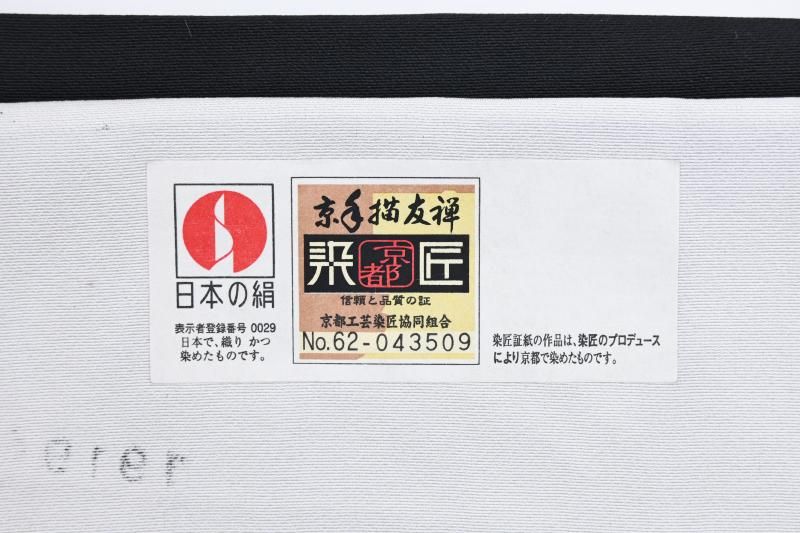 日本の絹
表示者登録番号 0029
日本で、織り かつ
染めたものです。
京手描友禅
染 京都 匠
信頼と品質の証
京都工芸染匠協同組合
No.62-043509
染匠証紙の作品は、染匠のプロデュース
により京都で染めたものです。